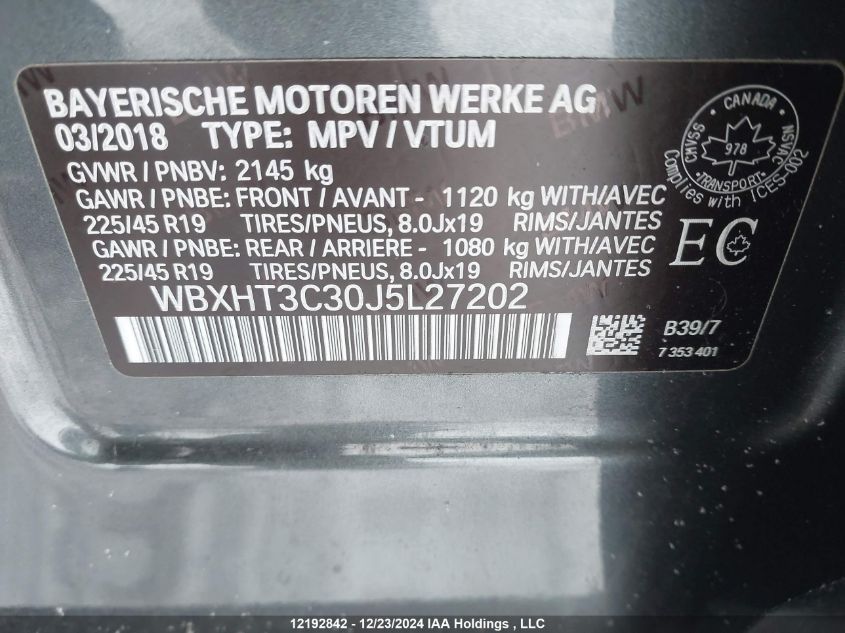 BAYERISCHE MOTOREN WERKE AG
03/2018 TYPE: MPV / VTUM
GVWR / PNBV: 2145 kg
GAWR / PNBE: FRONT / AVANT - 1120 kg WITH/AVEC
225/45 R19 TIRES/PNEUS, 8.0Jx19 RIMS/JANTES
GAWR / PNBE: REAR / ARRIERE - 1080 kg WITH/AVEC
225/45 R19 TIRES/PNEUS, 8.0Jx19 RIMS/JANTES
WBXHT3C30J5L27202
CANADA
CMVSS
NSVAC
978
TRANSPORT
Complies with ICES-002
EC
B39/7
7 353 401
BMW
12192842 - 12/23/2024 IAA Holdings , LLC